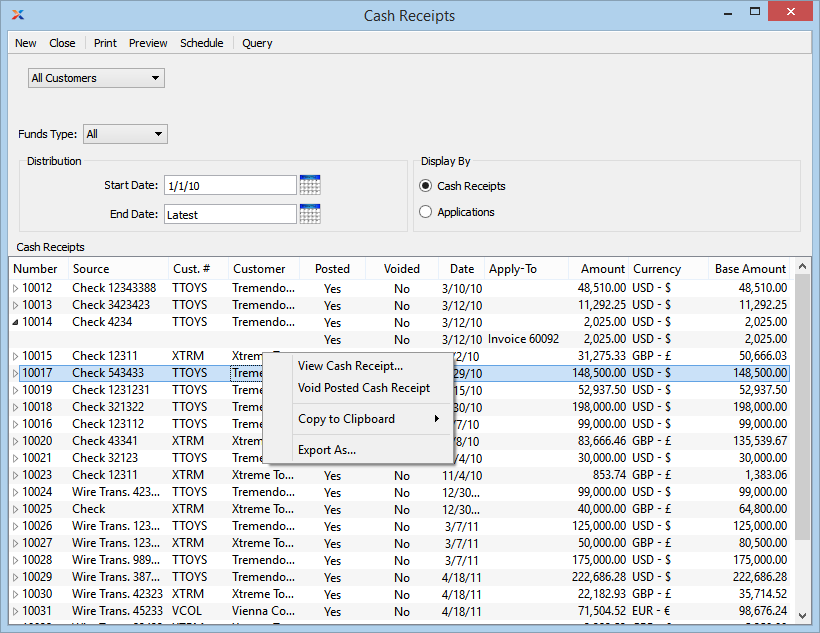 Cash Receipts
New Close Print Preview Schedule Query
All Customers
Funds Type: All
Distribution
Start Date: 1/1/10
End Date: Latest
Display By
Cash Receipts
Applications
Cash Receipts
Number Source Cust. # Customer Posted Voided Date Apply-To Amount Currency Base Amount
10012 Check 12343388 TTOYS Tremendo... Yes No 3/10/10 48,510.00 USD - $ 48,510.00
10013 Check 3423423 TTOYS Tremendo... Yes No 3/12/10 11,292.25 USD - $ 11,292.25
10014 Check 4234 TTOYS Tremendo... Yes No 3/12/10 2,025.00 USD - $ 2,025.00
Yes No 3/12/10 Invoice 60092 2,025.00 USD - $ 2,025.00
10015 Check 12311 XTRM 2/10 31,275.33 GBP - £ 50,666.03
10017 Check 543433 TTOYS Treme 29/10 148,500.00 USD - $ 148,500.00
10019 Check 1231231 TTOYS Treme 15/10 52,937.50 USD - $ 52,937.50
10018 Check 321322 TTOYS Treme 30/10 198,000.00 USD - $ 198,000.00
10016 Check 123112 TTOYS Treme 7/10 99,000.00 USD - $ 99,000.00
10020 Check 43341 XTRM Xtrem 8/10 83,666.46 GBP - £ 135,539.67
10021 Check 32123 TTOYS Treme 4/10 30,000.00 USD - $ 30,000.00
10023 Check 12311 XTRM Xtreme To... Yes No 11/4/10 853.74 GBP - £ 1,383.06
10024 Wire Trans. 423... TTOYS Tremendo... Yes No 12/30... 99,000.00 USD - $ 99,000.00
10025 Check XTRM Xtreme To... Yes No 12/30... 40,000.00 GBP - £ 64,800.00
10026 Wire Trans. 123... TTOYS Tremendo... Yes No 3/7/11 125,000.00 USD - $ 125,000.00
10027 Wire Trans. 123... XTRM Xtreme To... Yes No 3/7/11 50,000.00 GBP - £ 80,500.00
10028 Wire Trans. 989... TTOYS Tremendo... Yes No 3/7/11 175,000.00 USD - $ 175,000.00
10029 Wire Trans. 387... TTOYS Tremendo... Yes No 4/18/11 222,686.28 USD - $ 222,686.28
10030 Wire Trans. 42323 XTRM Xtreme To... Yes No 4/18/11 22,182.93 GBP - £ 35,714.52
10031 Wire Trans. 45233 VCOL Vienna Co... Yes No 4/18/11 71,504.52 EUR - € 98,676.24
View Cash Receipt...
Void Posted Cash Receipt
Copy to Clipboard
Export As...